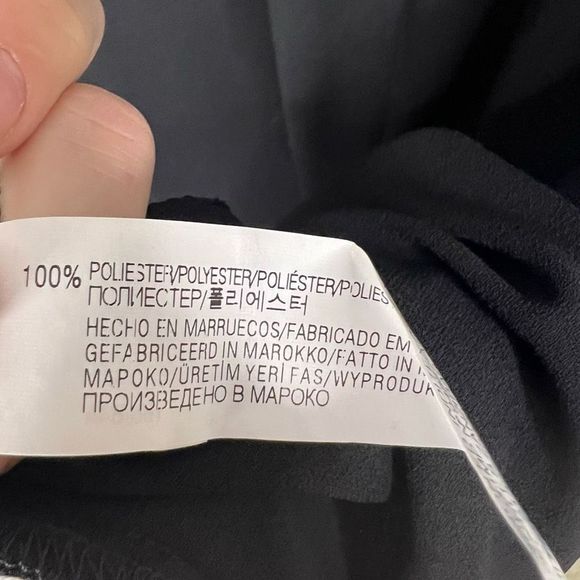 100% POLIESTER/POLYESTER/POLIÉSTER/POLIES
ПОЛИЕСТЕР/폴리에스터
HECHO EN MARRUECOS/FABRICADO EM
GEFABRICEERD IN MAROKKO/FATTO IN
МАРОКО/ÜRETİM YERİ FAS/WYPRODUK
ПРОИЗВЕДЕНО В МАРОКО